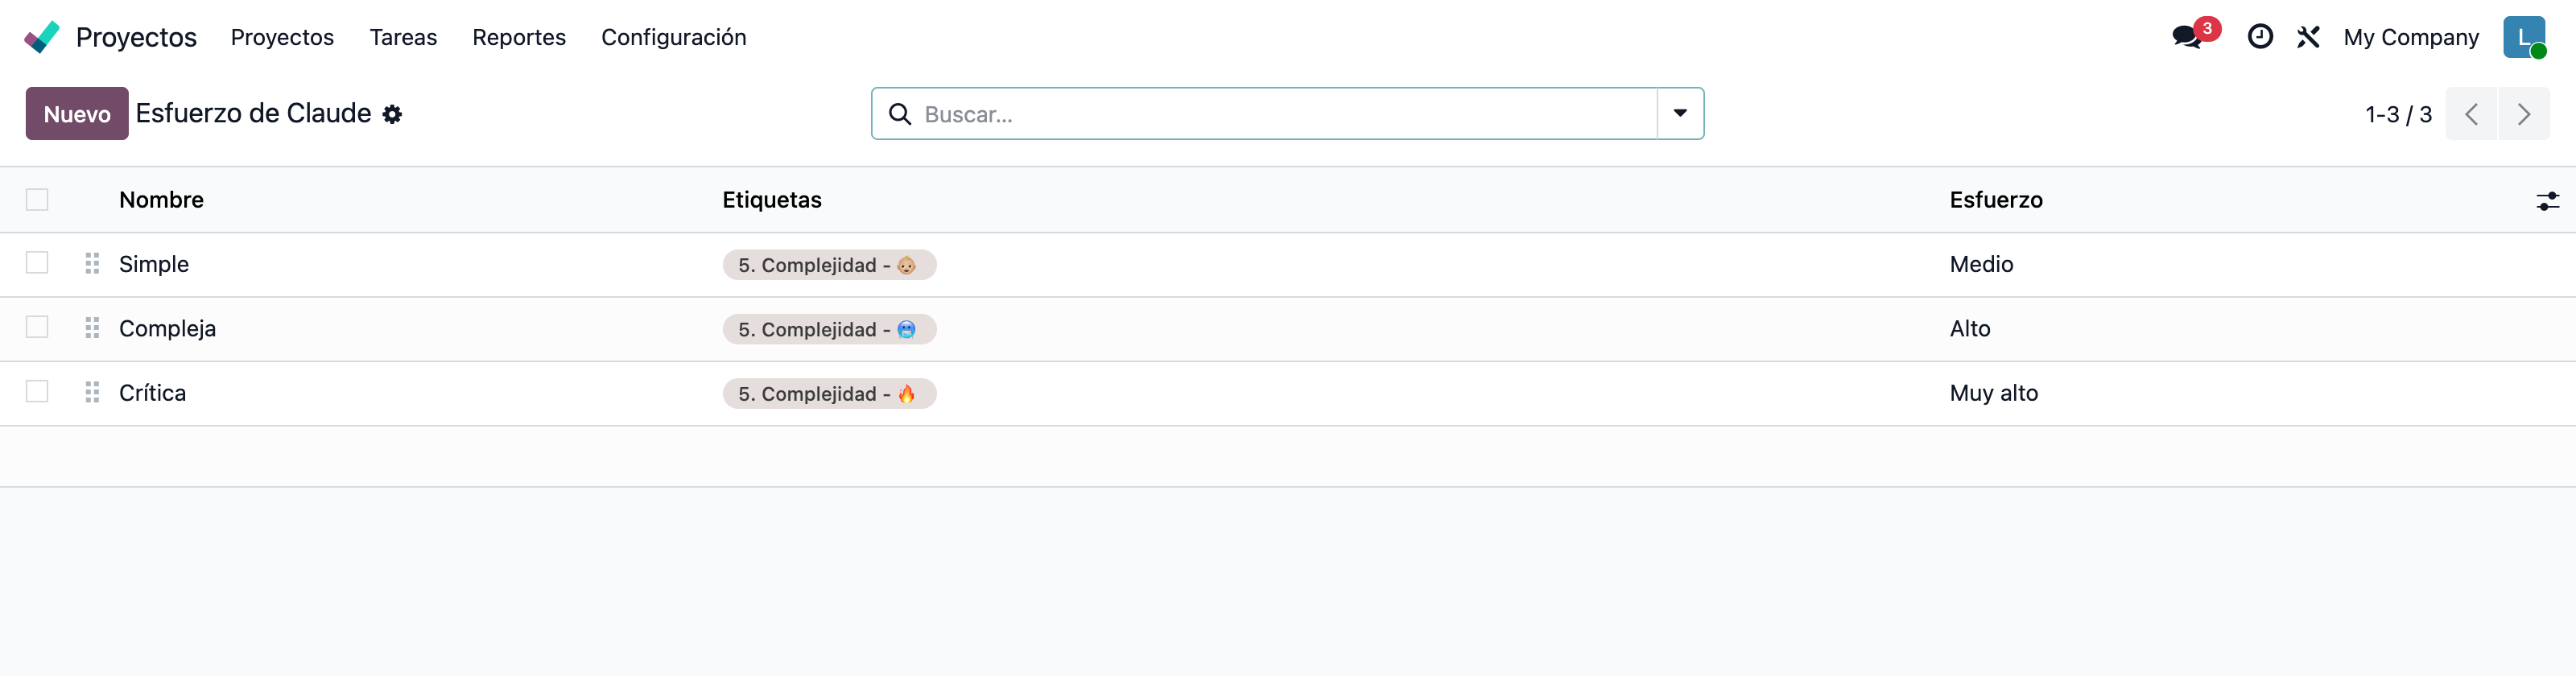 Proyectos Proyectos Tareas Reportes Configuración 3 My Company L
Nuevo Esfuerzo de Claude Buscar... 1-3 / 3
Nombre Etiquetas Esfuerzo
Simple 5. Complejidad - 👶🏼 Medio
Compleja 5. Complejidad - 🥶 Alto
Crítica 5. Complejidad - 🔥 Muy alto